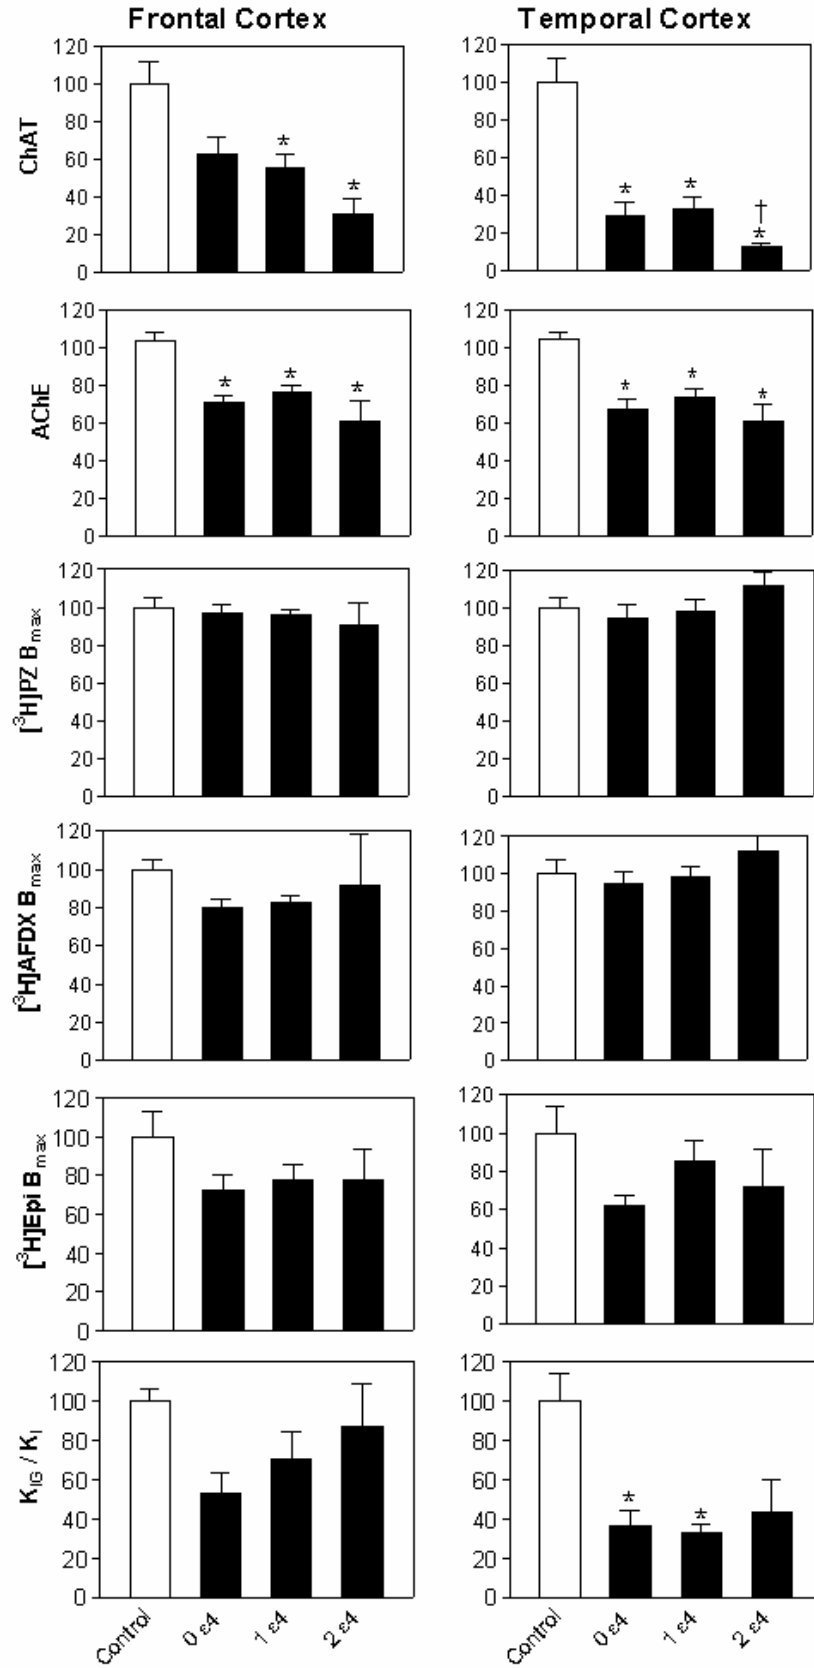 Frontal Cortex Temporal Cortex
ChAT
120 100 80 60 40 20 0
* *
120 100 80 60 40 20 0
* * † *
AChE
120 100 80 60 40 20 0
* * *
120 100 80 60 40 20 0
* * *
[³H]PZ Bmax
120 100 80 60 40 20 0
120 100 80 60 40 20 0
[³H]AFDX Bmax
120 100 80 60 40 20 0
120 100 80 60 40 20 0
[³H]Epi Bmax
120 100 80 60 40 20 0
120 100 80 60 40 20 0
KIG / KI
120 100 80 60 40 20 0
120 100 80 60 40 20 0
* *
Control 0 ε4 1 ε4 2 ε4
Control 0 ε4 1 ε4 2 ε4